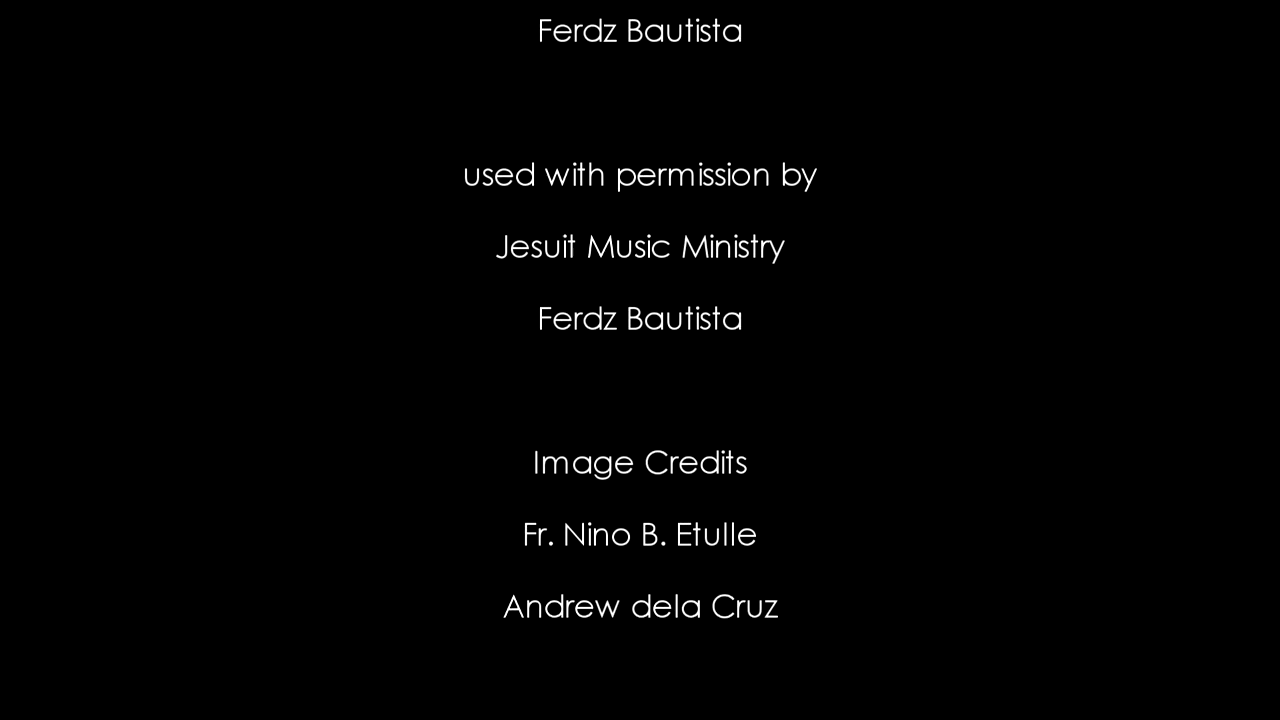 Ferdz Bautista
used with permission by
Jesuit Music Ministry
Ferdz Bautista
Image Credits
Fr. Nino B. Etulle
Andrew dela Cruz